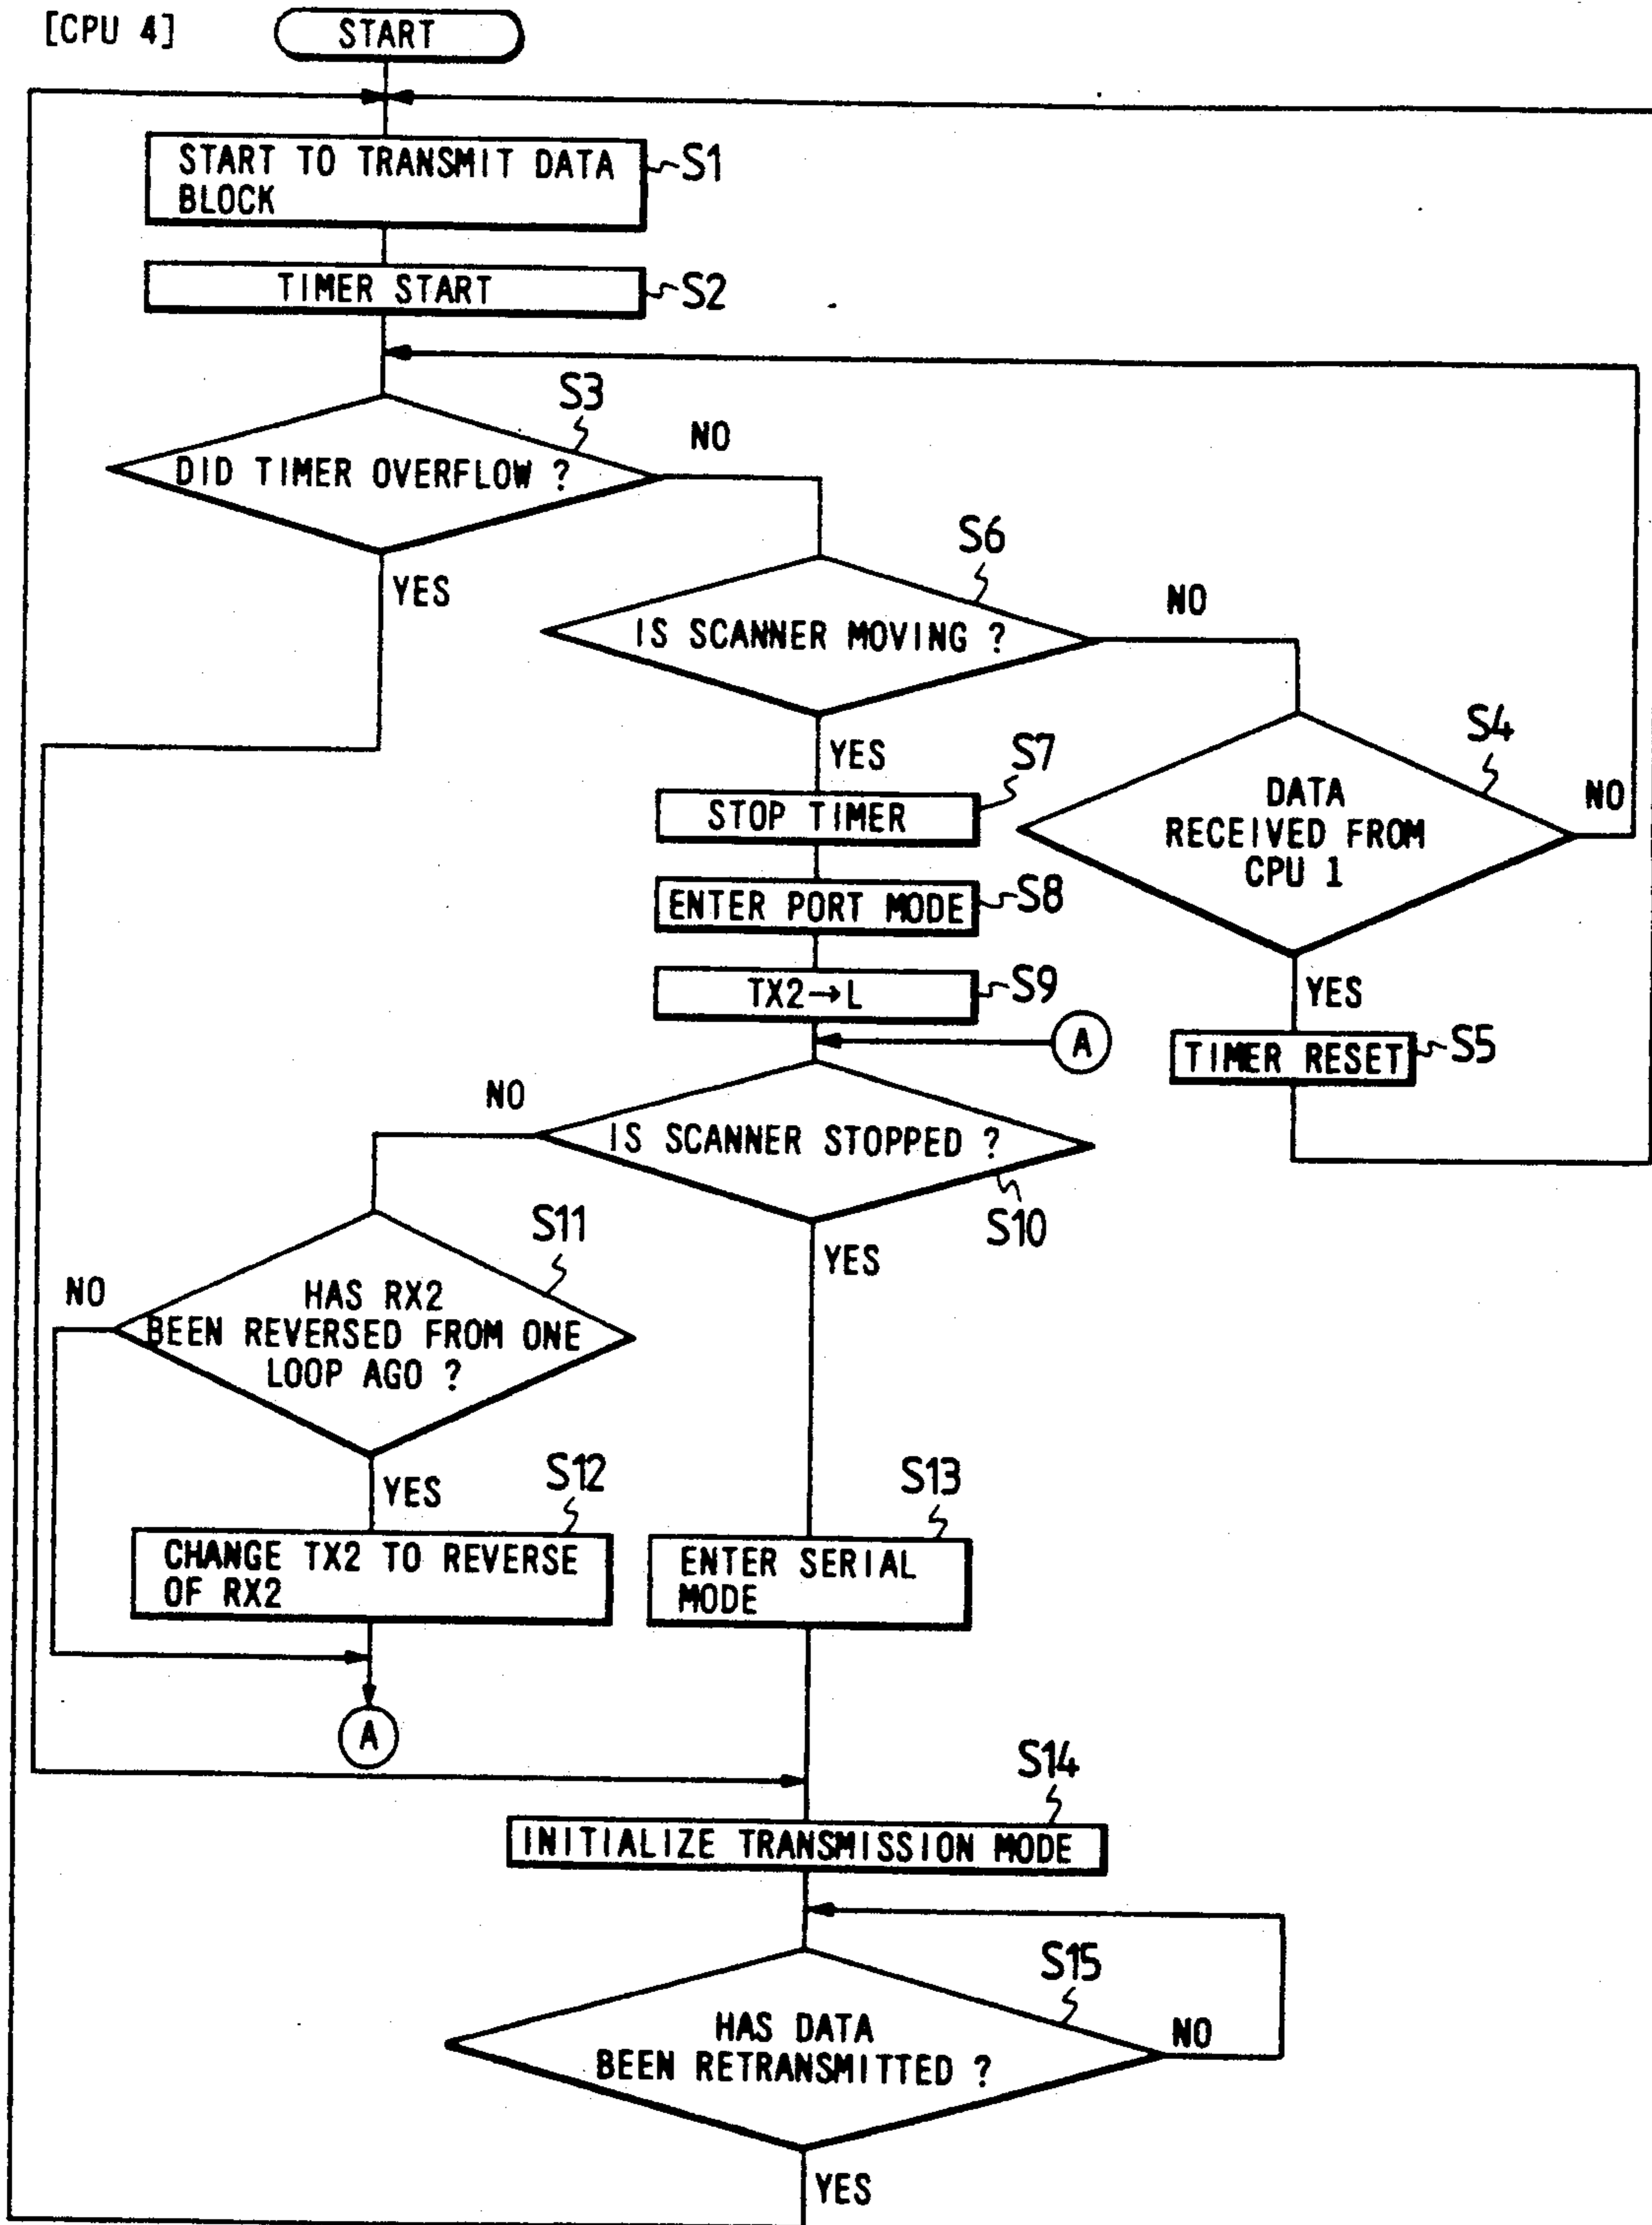 [CPU 4]
START
START TO TRANSMIT DATA
BLOCK
S1
TIMER START
S2
S3
DID TIMER OVERFLOW ?
NO
YES
S6
IS SCANNER MOVING ?
NO
YES
S4
DATA
RECEIVED FROM
CPU 1
NO
YES
S7
STOP TIMER
ENTER PORT MODE
S8
TX2→L
S9
A
TIMER RESET
S5
NO
IS SCANNER STOPPED ?
S10
YES
S11
NO
HAS RX2
BEEN REVERSED FROM ONE
LOOP AGO ?
YES
S12
CHANGE TX2 TO REVERSE
OF RX2
S13
ENTER SERIAL
MODE
A
S14
INITIALIZE TRANSMISSION MODE
S15
HAS DATA
BEEN RETRANSMITTED ?
NO
YES